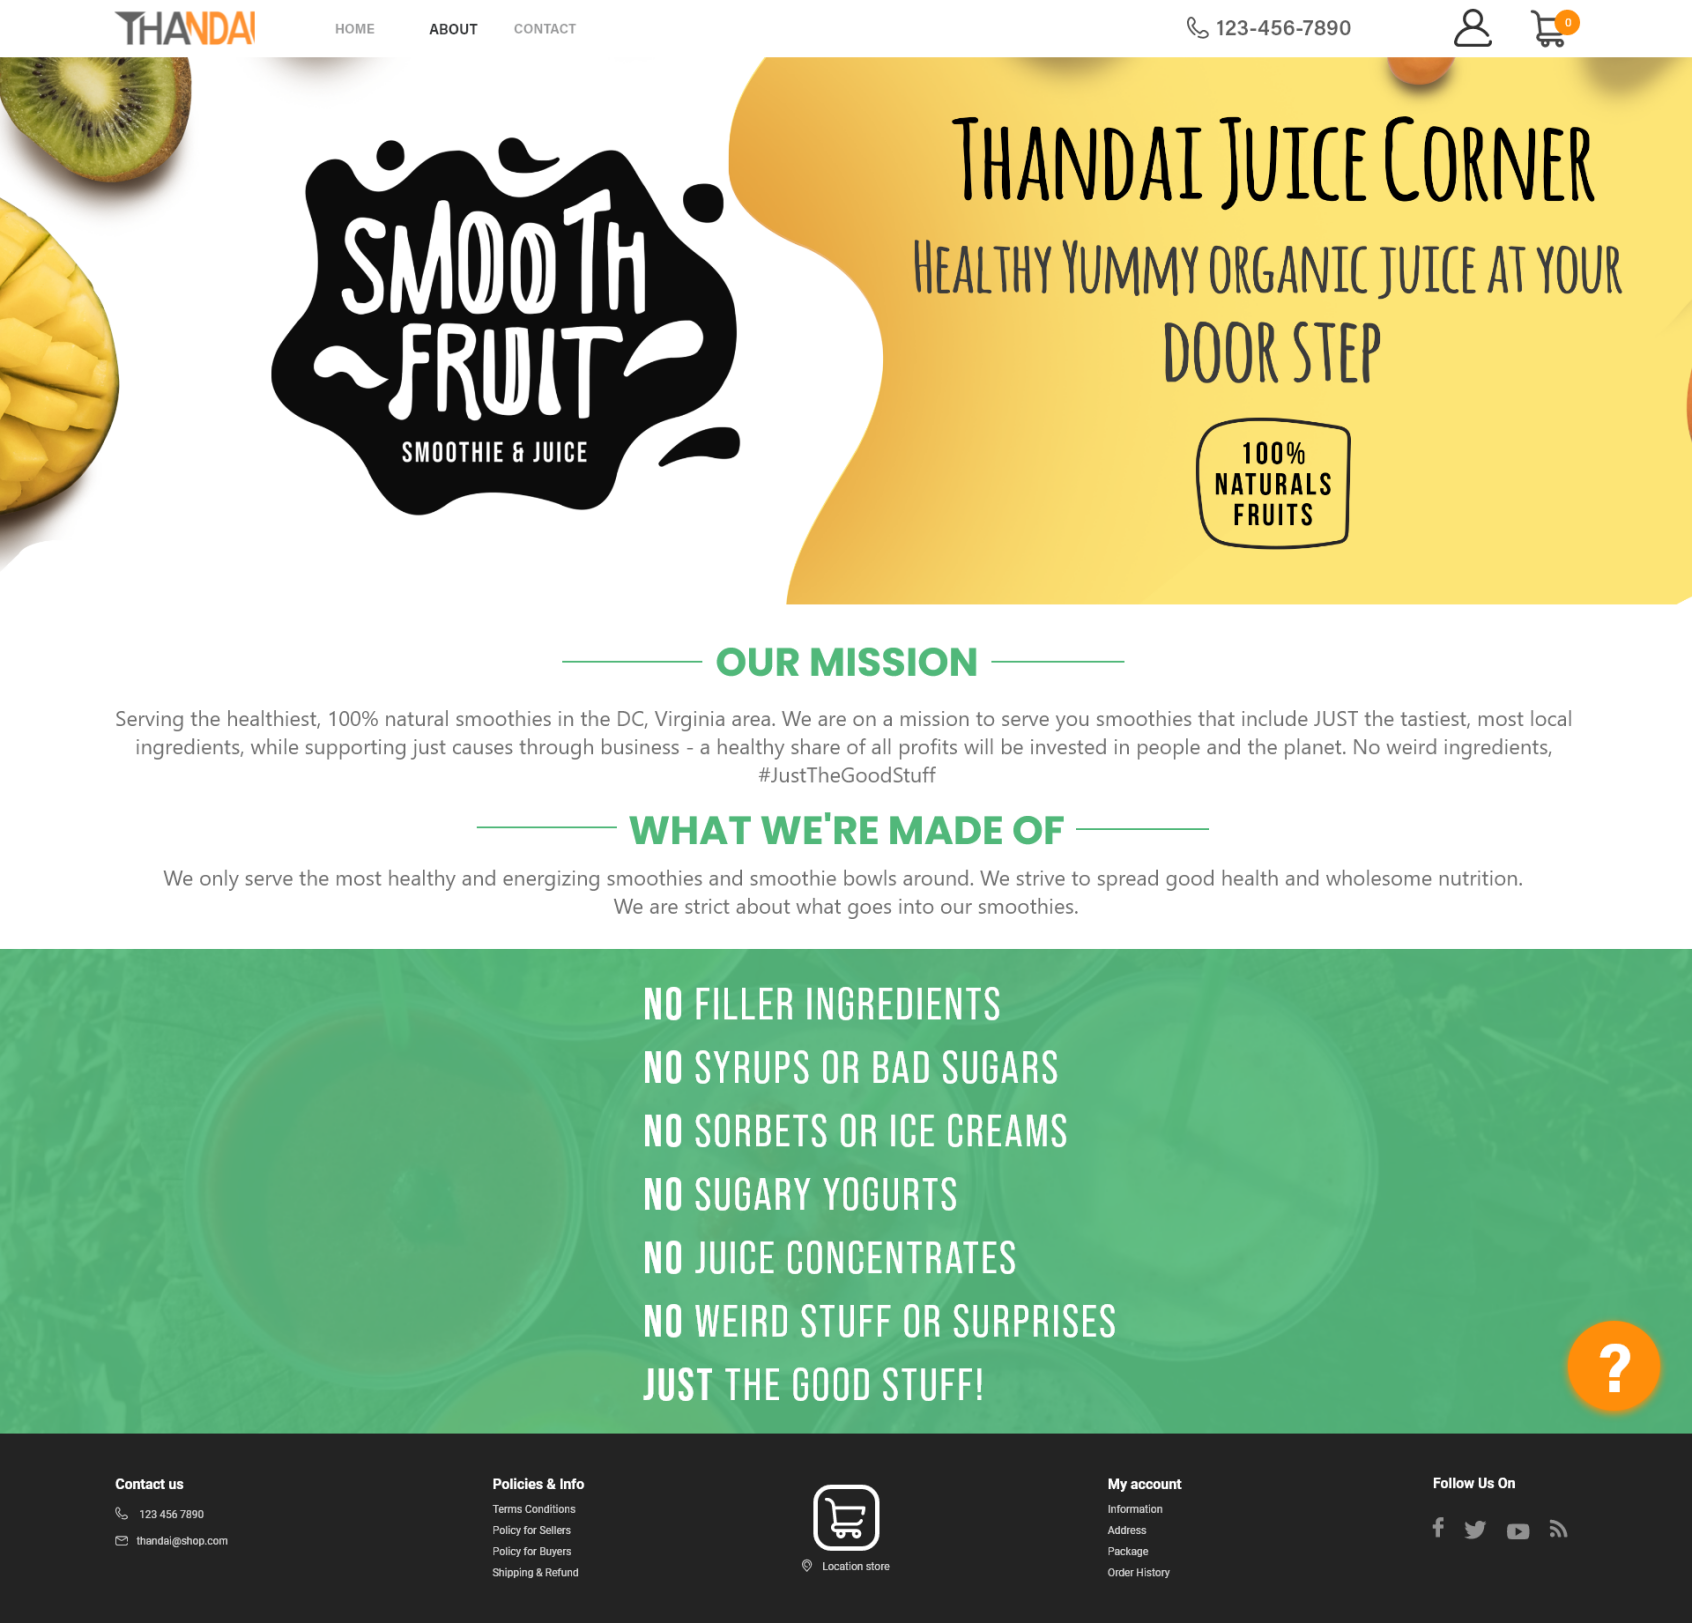 THANDAI
HOME
ABOUT
CONTACT
123-456-7890
0
SMOOTH
FRUIT
SMOOTHIE & JUICE
THANDAI JUICE CORNER
HEALTHY YUMMY ORGANIC JUICE AT YOUR
DOOR STEP
100%
NATURALS
FRUITS
OUR MISSION
Serving the healthiest, 100% natural smoothies in the DC, Virginia area. We are on a mission to serve you smoothies that include JUST the tastiest, most local
ingredients, while supporting just causes through business - a healthy share of all profits will be invested in people and the planet. No weird ingredients,
#JustTheGoodStuff
WHAT WE'RE MADE OF
We only serve the most healthy and energizing smoothies and smoothie bowls around. We strive to spread good health and wholesome nutrition.
We are strict about what goes into our smoothies.
NO FILLER INGREDIENTS
NO SYRUPS OR BAD SUGARS
NO SORBETS OR ICE CREAMS
NO SUGARY YOGURTS
NO JUICE CONCENTRATES
NO WEIRD STUFF OR SURPRISES
JUST THE GOOD STUFF!
?
Contact us
123 456 7890
thandai@shop.com
Policies & Info
Terms Conditions
Policy for Sellers
Policy for Buyers
Shipping & Refund
Location store
My account
Information
Address
Package
Order History
Follow Us On